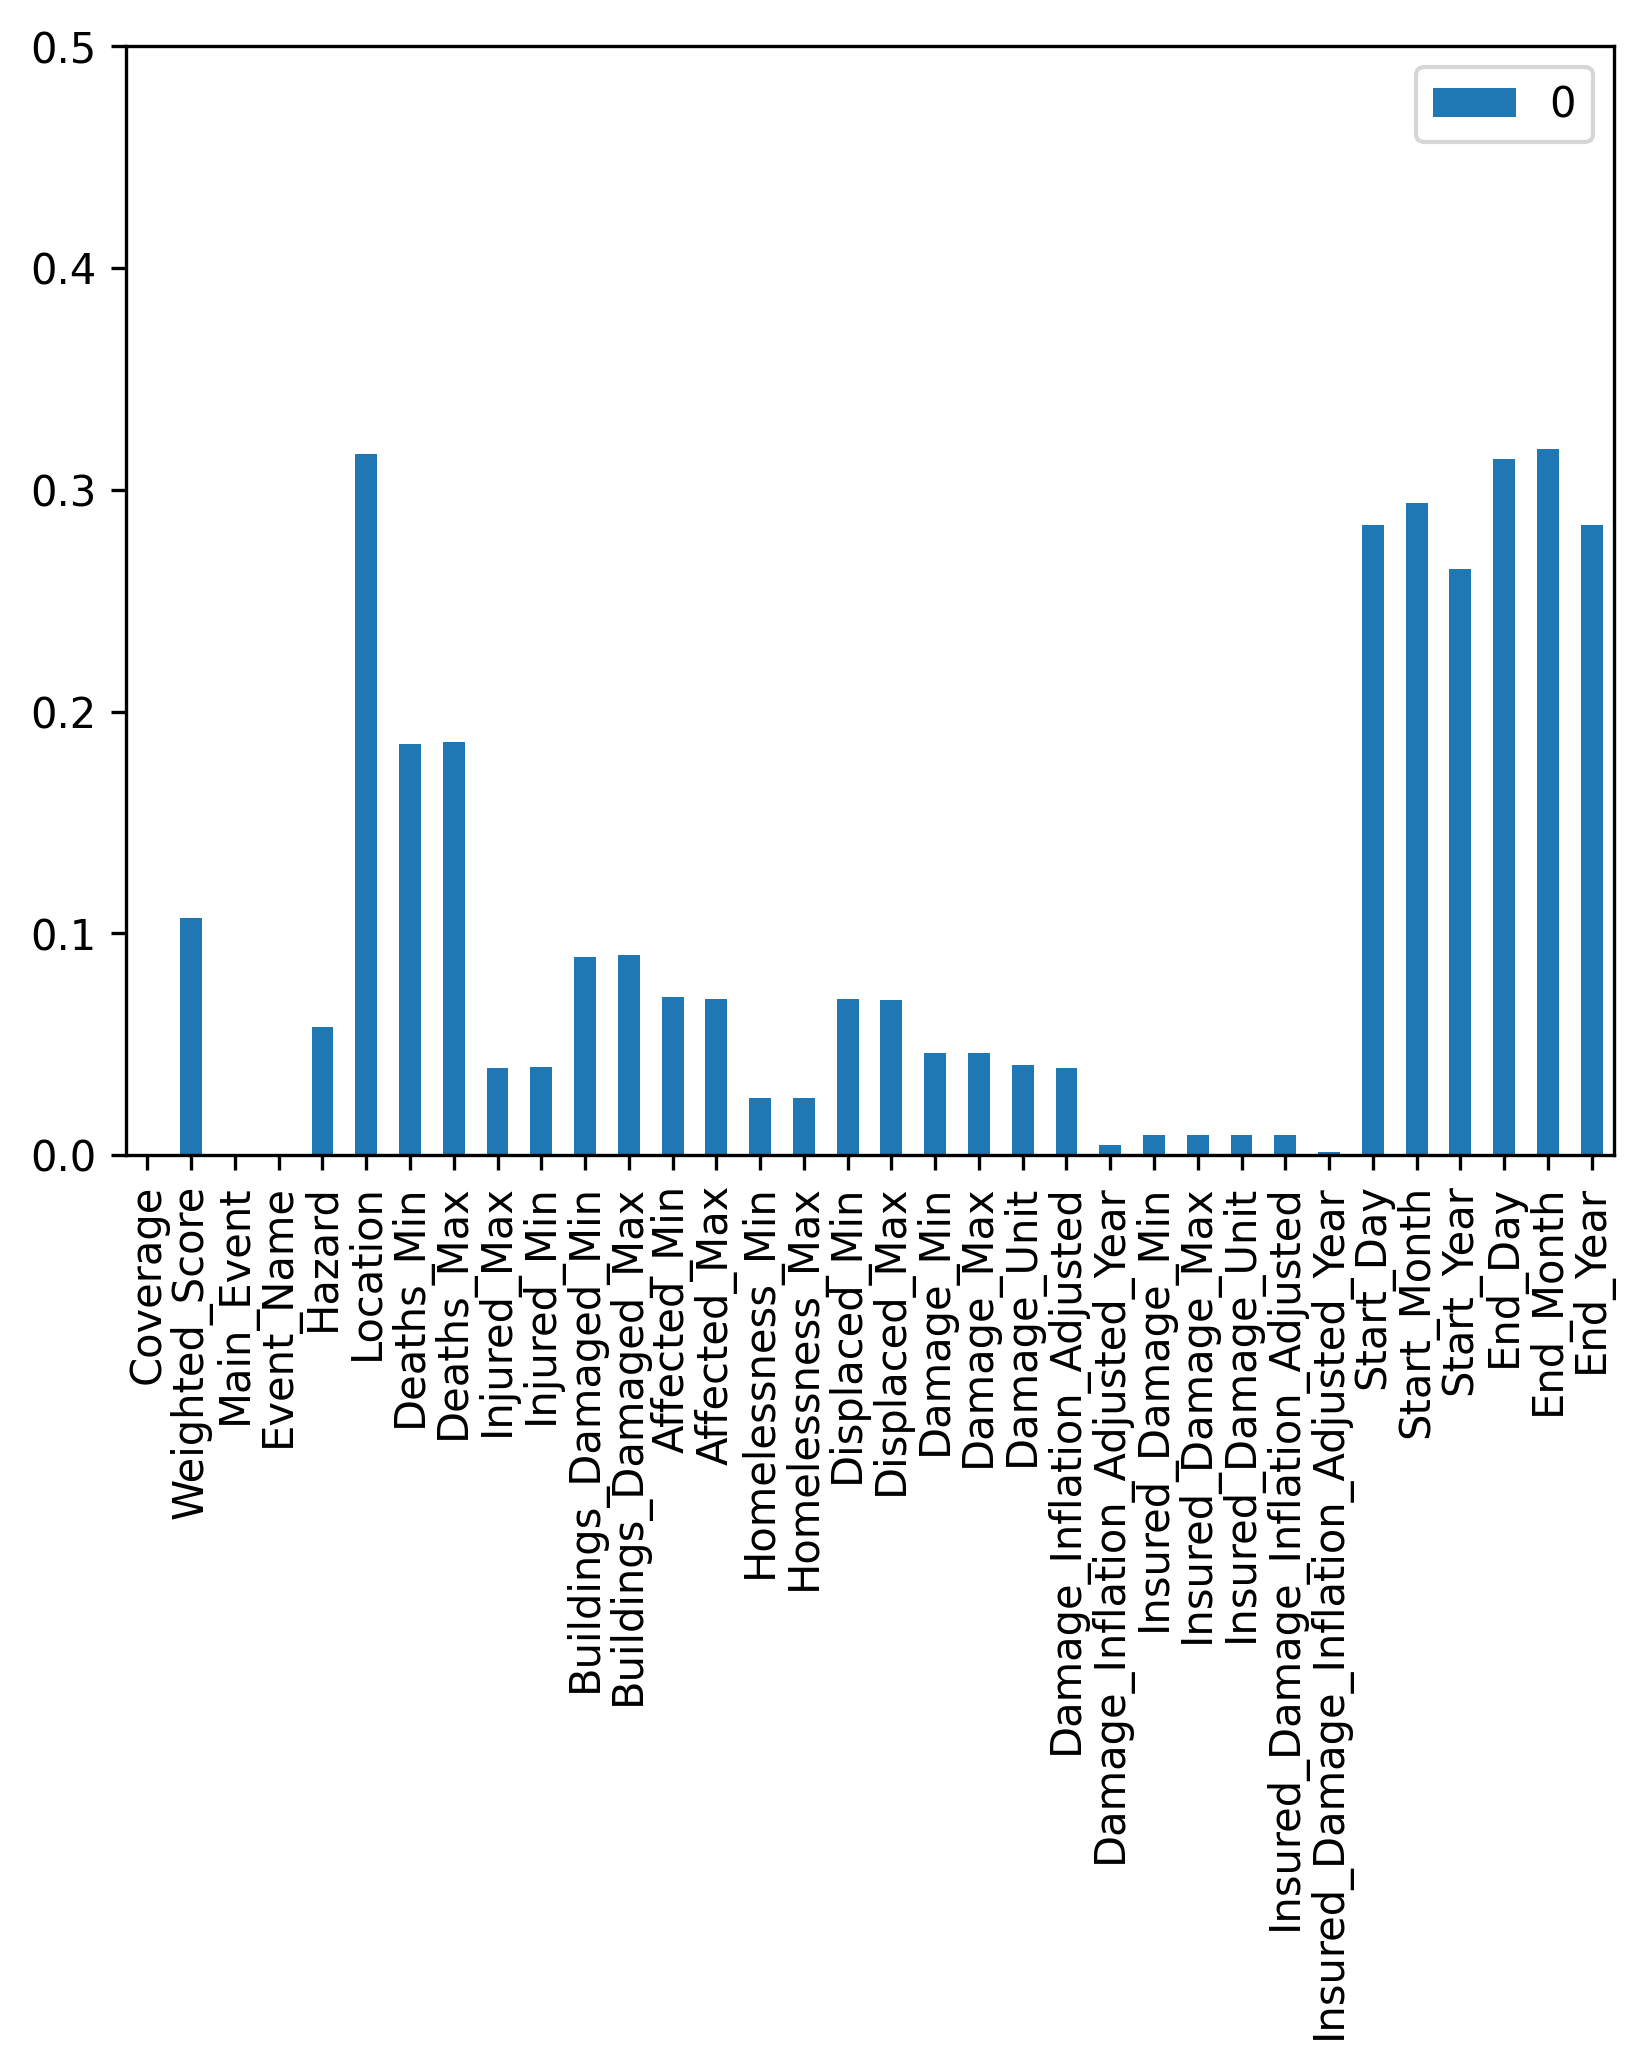 0.5
0.4
0.3
0.2
0.1
0.0
0
Coverage
Weighted_Score
Main_Event
Event_Name
Hazard
Location
Deaths_Min
Deaths_Max
Injured_Max
Injured_Min
Buildings_Damaged_Min
Buildings_Damaged_Max
Affected_Min
Affected_Max
Homelessness_Min
Homelessness_Max
Displaced_Min
Displaced_Max
Damage_Min
Damage_Max
Damage_Unit
Damage_Inflation_Adjusted
Damage_Inflation_Adjusted_Year
Insured_Damage_Min
Insured_Damage_Max
Insured_Damage_Unit
Insured_Damage_Inflation_Adjusted
Insured_Damage_Inflation_Adjusted_Year
Start_Day
Start_Month
Start_Year
End_Day
End_Month
End_Year